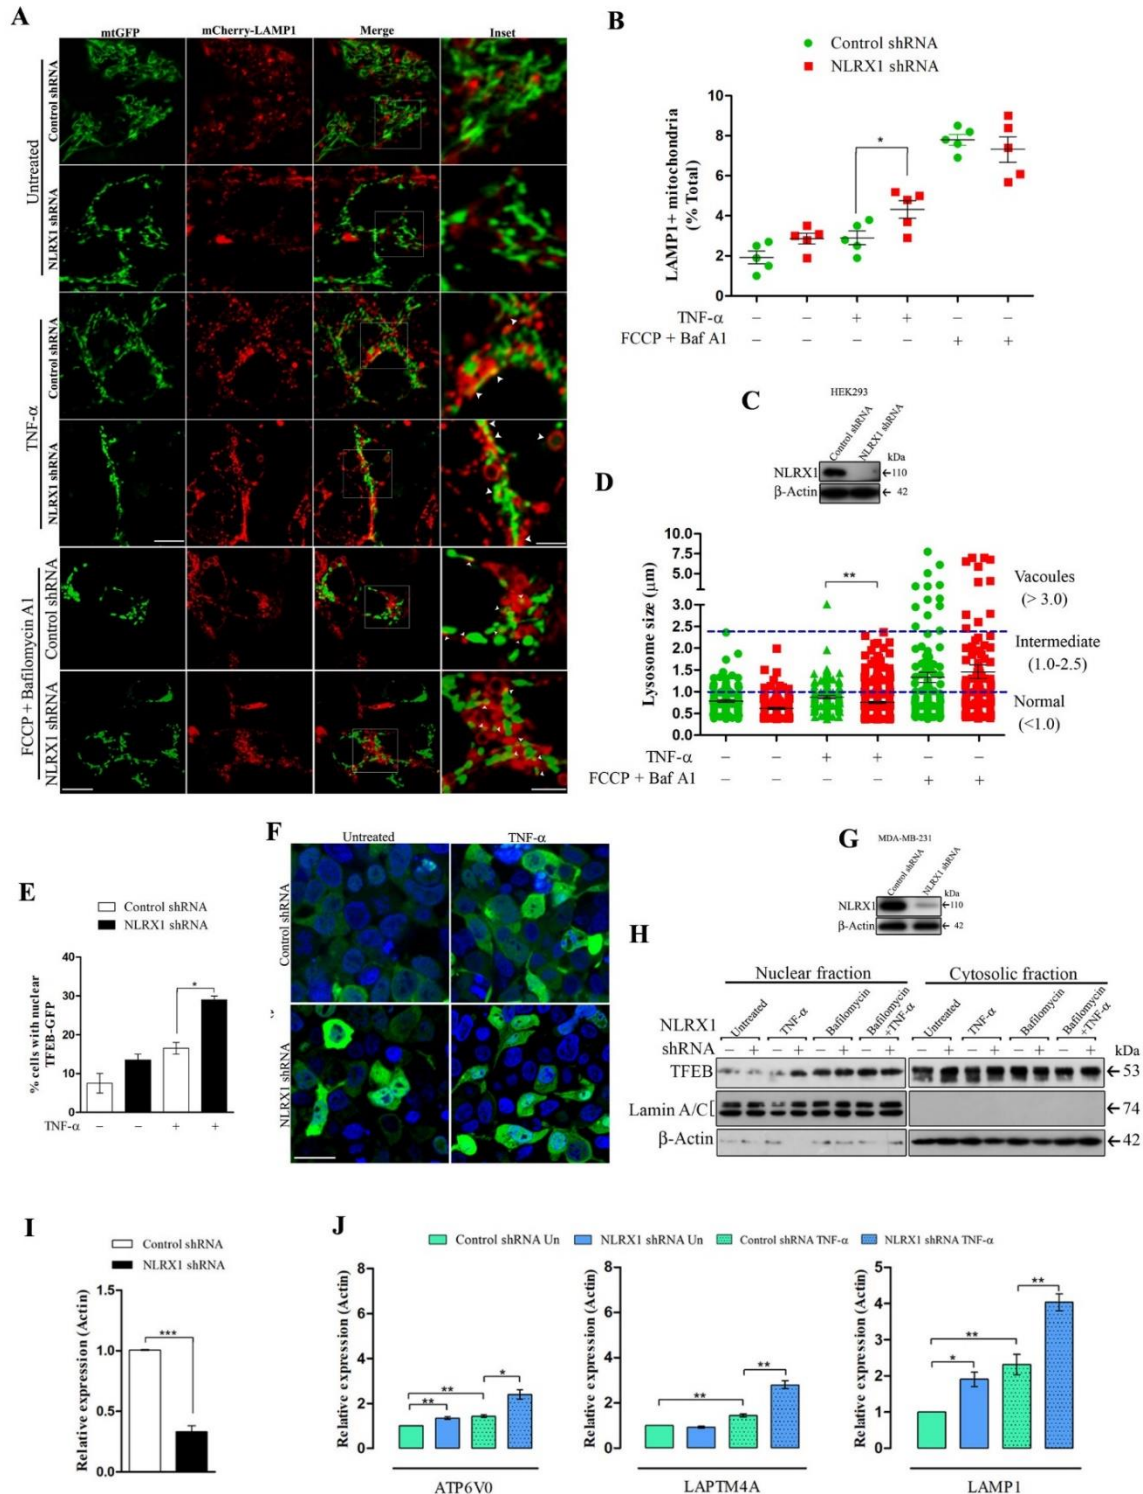 A
mtGFP mCherry-LAMP1 Merge Inset
Untreated
Control shRNA
NLRX1 shRNA
TNF-α
Control shRNA
NLRX1 shRNA
FCCP + Bafilomycin A1
Control shRNA
NLRX1 shRNA
B
Control shRNA
NLRX1 shRNA
LAMP1+ mitochondria
(% Total)
10
8
6
4
2
0
*
TNF-α − − + + − −
FCCP + Baf A1 − − − − + +
C
HEK293
Control shRNA NLRX1 shRNA
kDa
NLRX1 ←110
β-Actin ← 42
D
Lysosome size (μm)
10.0
7.5
5.0
3.0
2.5
2.0
1.5
1.0
0.5
0.0
**
Vacoules
(> 3.0)
Intermediate
(1.0-2.5)
Normal
(<1.0)
TNF-α − − + + − −
FCCP + Baf A1 − − − − + +
E
Control shRNA
NLRX1 shRNA
% cells with nuclear
TFEB-GFP
40
30
20
10
0
*
TNF-α − − + +
F
Untreated TNF-α
Control shRNA
NLRX1 shRNA
G
MDA-MB-231
Control shRNA NLRX1 shRNA
kDa
NLRX1 ←110
β-Actin ← 42
H
Nuclear fraction Cytosolic fraction
Untreated TNF-α Bafilomycin Bafilomycin +TNF-α Untreated TNF-α Bafilomycin Bafilomycin +TNF-α
NLRX1
shRNA − + − + − + − + − + − + − + − + kDa
TFEB ←53
Lamin A/C[ ←74
β-Actin ←42
I
Control shRNA
NLRX1 shRNA
Relative expression (Actin)
1.5
1.0
0.5
0.0
***
J
Control shRNA Un NLRX1 shRNA Un Control shRNA TNF-α NLRX1 shRNA TNF-α
Relative expression (Actin)
8
6
4
2
0
**
**
*
ATP6V0
Relative expression (Actin)
8
6
4
2
0
**
**
LAPTM4A
Relative expression (Actin)
5
4
3
2
1
0
*
**
**
LAMP1